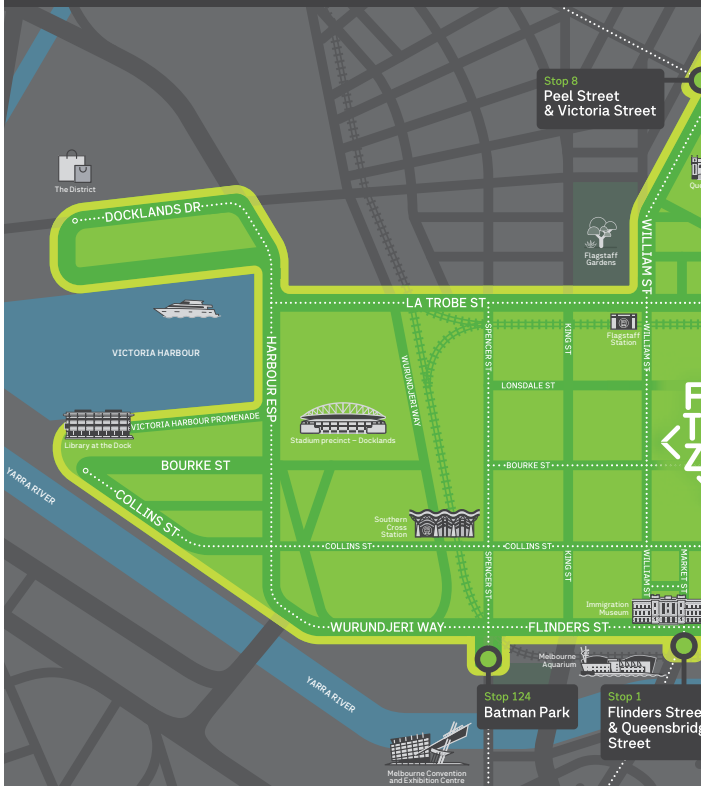 Stop 8
Peel Street
& Victoria Street
The District
DOCKLANDS DR
Flagstaff
Gardens
WILLIAM ST
LA TROBE ST
VICTORIA HARBOUR
HARBOUR ESP
SPENCER ST
KING ST
Flagstaff
Station
WILLIAM ST
WURUNDJERI WAY
LONSDALE ST
VICTORIA HARBOUR PROMENADE
Library at the Dock
Stadium precinct – Docklands
BOURKE ST
BOURKE ST
YARRA RIVER
COLLINS ST
Southern
Cross
Station
COLLINS ST
COLLINS ST
SPENCER ST
KING ST
WILLIAM ST
MARKET ST
Immigration
Museum
WURUNDJERI WAY
FLINDERS ST
Melbourne
Aquarium
YARRA RIVER
Stop 124
Batman Park
Stop 1
Flinders Stree
& Queensbridg
Street
Melbourne Convention
and Exhibition Centre
F
T
Z
Que